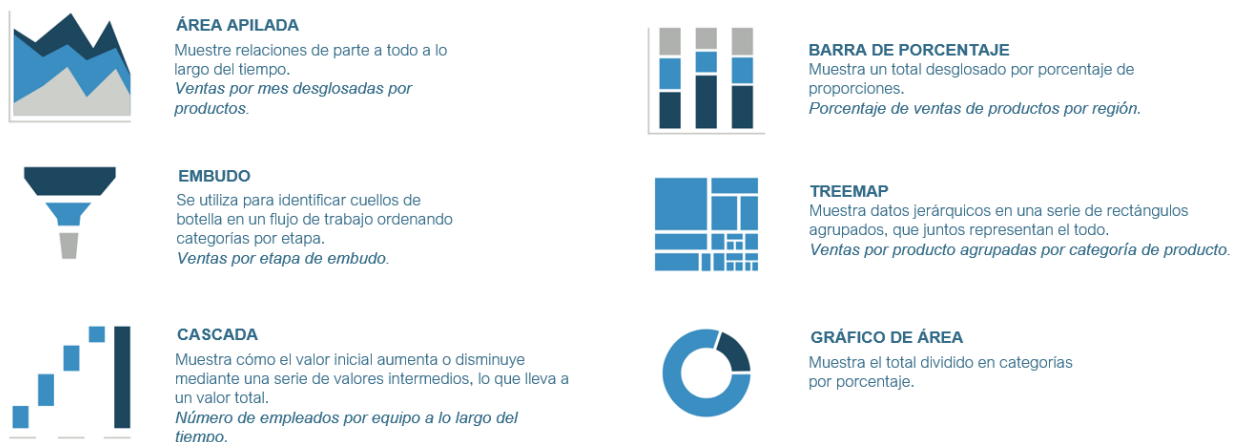 ÁREA APILADA
Muestre relaciones de parte a todo a lo
largo del tiempo.
Ventas por mes desglosadas por
productos.
EMBUDO
Se utiliza para identificar cuellos de
botella en un flujo de trabajo ordenando
categorías por etapa.
Ventas por etapa de embudo.
CASCADA
Muestra cómo el valor inicial aumenta o disminuye
mediante una serie de valores intermedios, lo que lleva a
un valor total.
Número de empleados por equipo a lo largo del
tiempo.
BARRA DE PORCENTAJE
Muestra un total desglosado por porcentaje de
proporciones.
Porcentaje de ventas de productos por región.
TREEMAP
Muestra datos jerárquicos en una serie de rectángulos
agrupados, que juntos representan el todo.
Ventas por producto agrupadas por categoría de producto.
GRÁFICO DE ÁREA
Muestra el total dividido en categorías
por porcentaje.